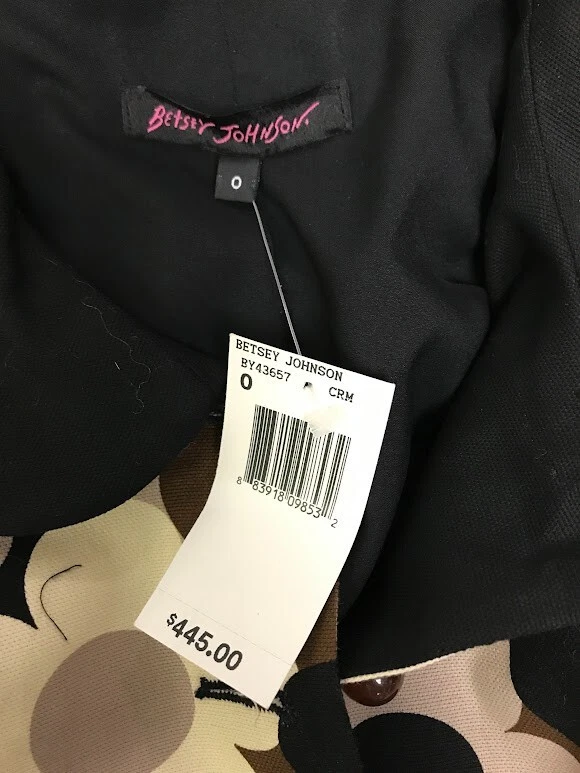 BETSEY JOHNSON.
0
BETSEY JOHNSON
BY43657
0 CRM
8 83918 09853 2
$445.00